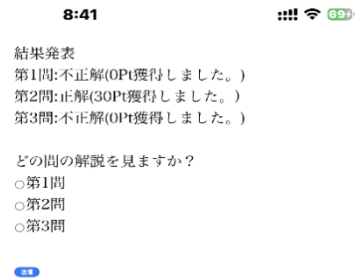 8:41
69
結果発表
第1問:不正解(0Pt獲得しました。)
第2問:正解(30Pt獲得しました。)
第3問:不正解(0Pt獲得しました。)
どの問の解説を見ますか？
○第1問
○第2問
○第3問
送信